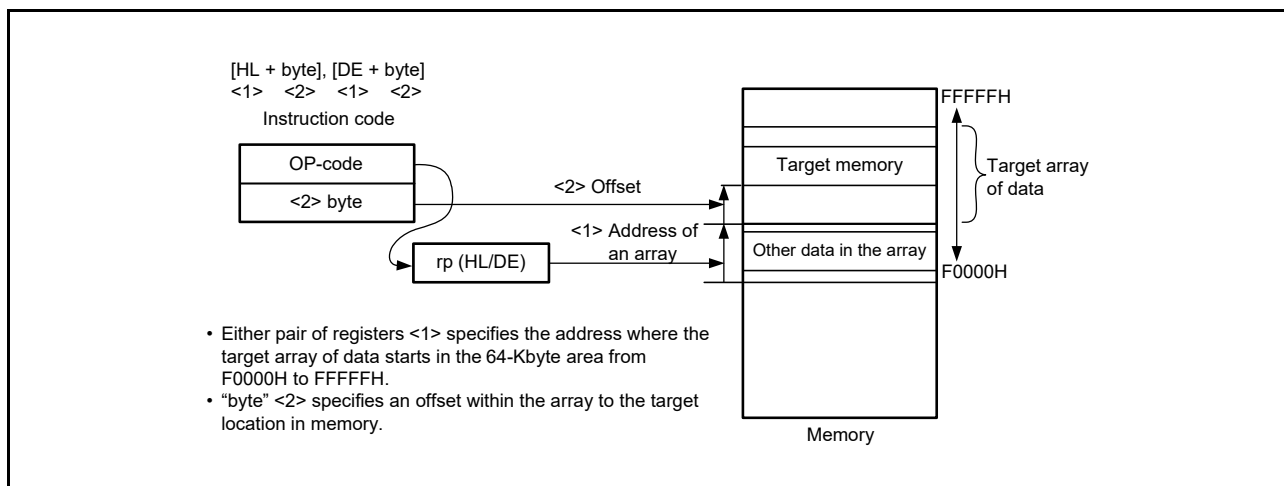 [HL + byte], [DE + byte]
<1> <2> <1> <2>
Instruction code
OP-code
<2> byte
<2> Offset
<1> Address of
an array
rp (HL/DE)
FFFFFH
Target memory
Target array
of data
Other data in the array
F0000H
Memory
• Either pair of registers <1> specifies the address where the
target array of data starts in the 64-Kbyte area from
F0000H to FFFFFH.
• “byte” <2> specifies an offset within the array to the target
location in memory.